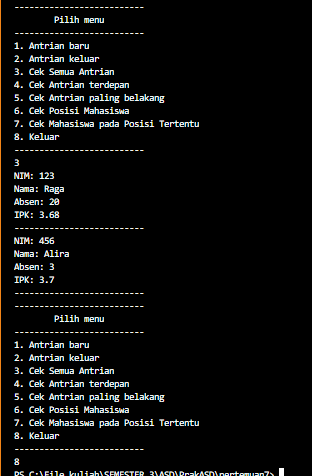 --------------------------
Pilih menu
--------------------------
1. Antrian baru
2. Antrian keluar
3. Cek Semua Antrian
4. Cek Antrian terdepan
5. Cek Antrian paling belakang
6. Cek Posisi Mahasiswa
7. Cek Mahasiswa pada Posisi Tertentu
8. Keluar
--------------------------
3
NIM: 123
Nama: Raga
Absen: 20
IPK: 3.68
--------------------------
NIM: 456
Nama: Alira
Absen: 3
IPK: 3.7
--------------------------
--------------------------
Pilih menu
--------------------------
1. Antrian baru
2. Antrian keluar
3. Cek Semua Antrian
4. Cek Antrian terdepan
5. Cek Antrian paling belakang
6. Cek Posisi Mahasiswa
7. Cek Mahasiswa pada Posisi Tertentu
8. Keluar
--------------------------
8
PS C:\File kuliah\SEMESTER 3\ASD\PrakASD\pertemuan7>